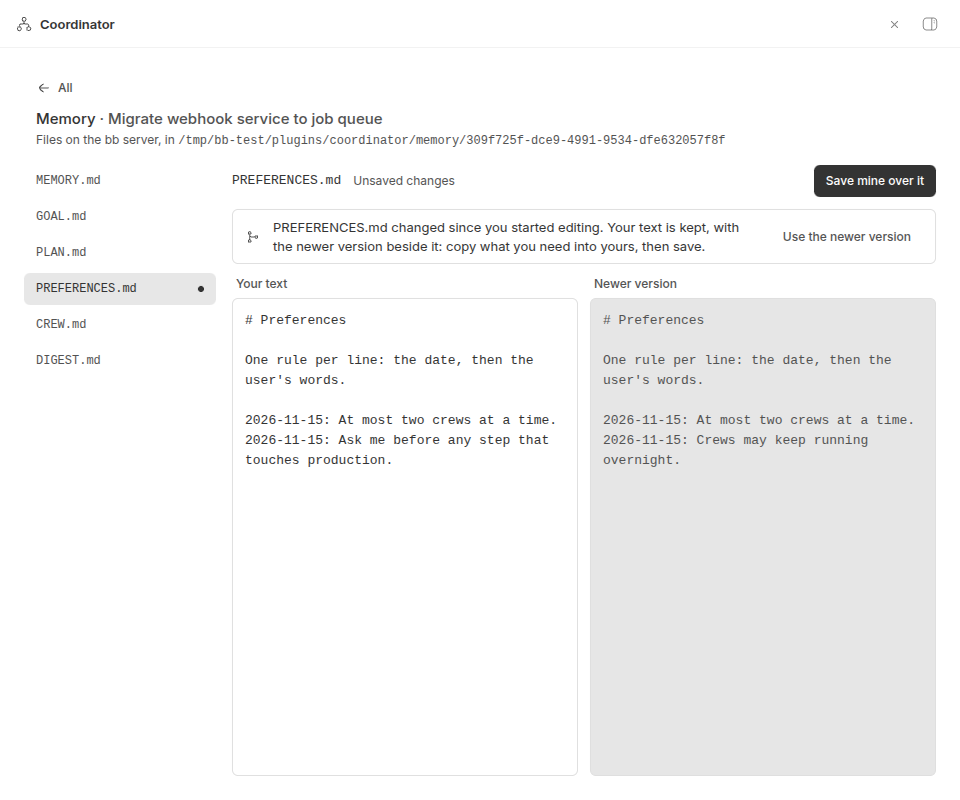 Coordinator
All
Memory · Migrate webhook service to job queue
Files on the bb server, in /tmp/bb-test/plugins/coordinator/memory/309f725f-dce9-4991-9534-dfe632057f8f
MEMORY.md
GOAL.md
PLAN.md
PREFERENCES.md
CREW.md
DIGEST.md
PREFERENCES.md Unsaved changes
Save mine over it
PREFERENCES.md changed since you started editing. Your text is kept, with
the newer version beside it: copy what you need into yours, then save.
Use the newer version
Your text
# Preferences
One rule per line: the date, then the
user's words.
2026-11-15: At most two crews at a time.
2026-11-15: Ask me before any step that
touches production.
Newer version
# Preferences
One rule per line: the date, then the
user's words.
2026-11-15: At most two crews at a time.
2026-11-15: Crews may keep running
overnight.